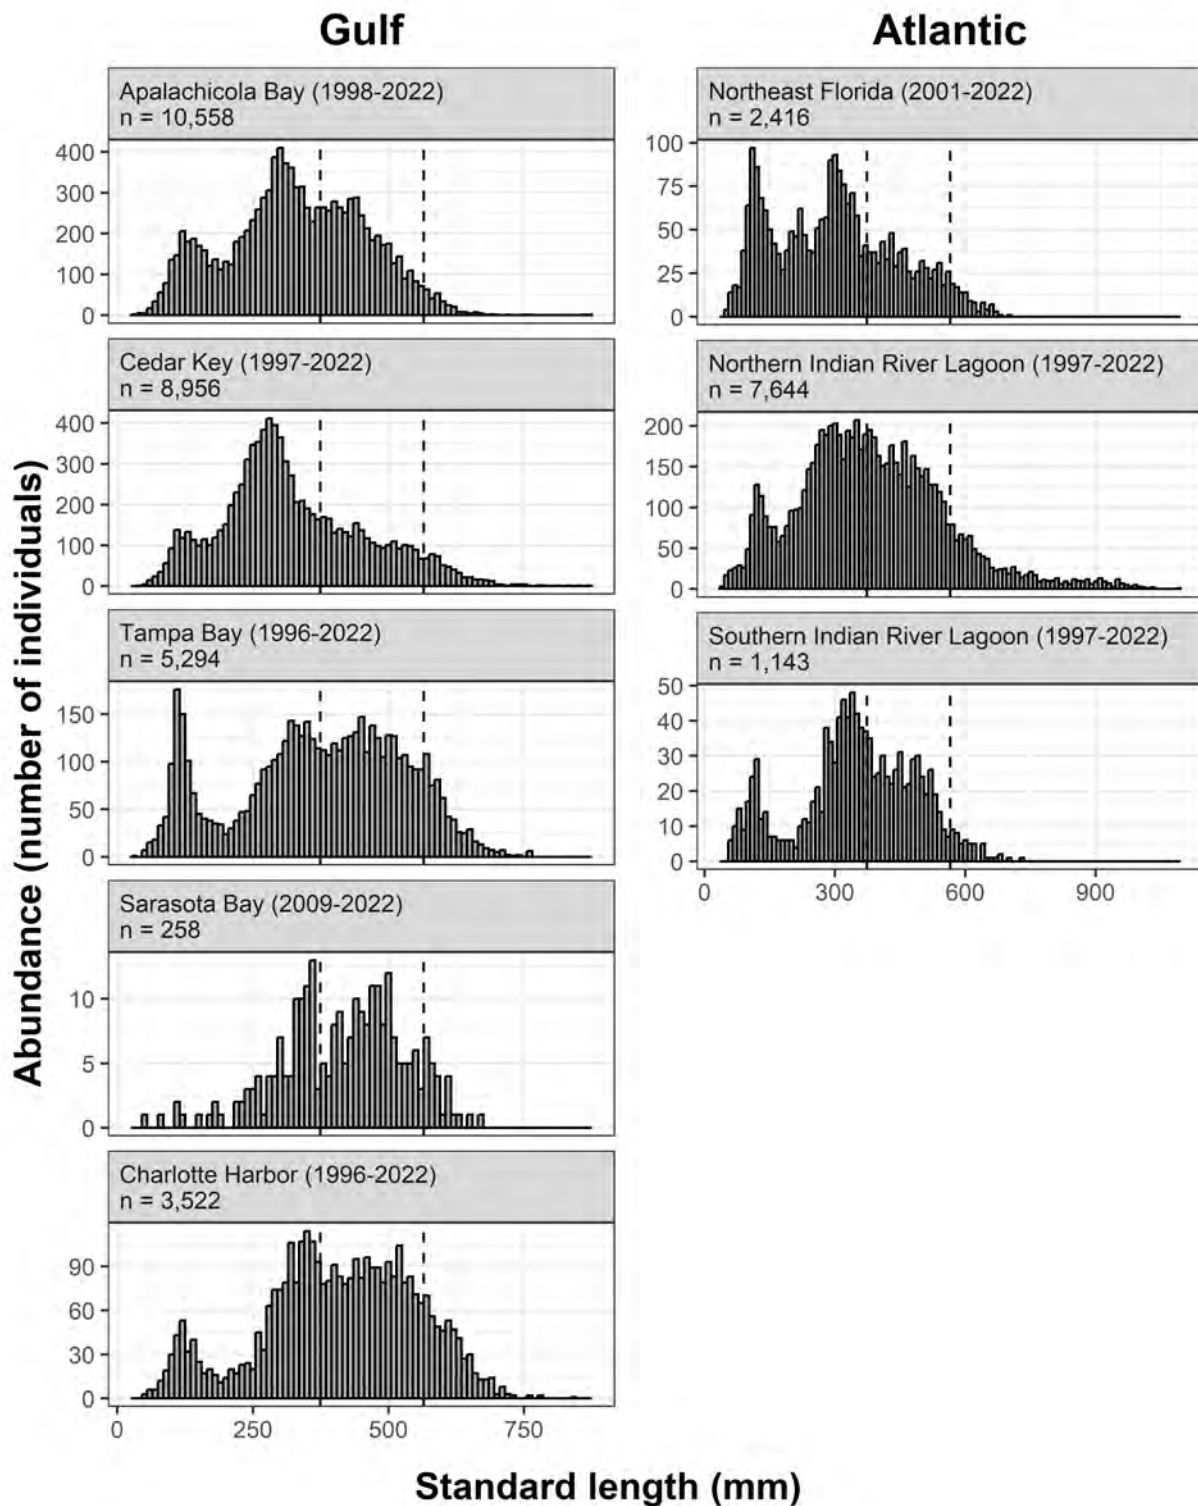 Gulf
Atlantic
Abundance (number of individuals)
Apalachicola Bay (1998-2022)
n = 10,558
400
300
200
100
0
Cedar Key (1997-2022)
n = 8,956
400
300
200
100
0
Tampa Bay (1996-2022)
n = 5,294
150
100
50
0
Sarasota Bay (2009-2022)
n = 258
10
5
0
Charlotte Harbor (1996-2022)
n = 3,522
90
60
30
0
0 250 500 750
Northeast Florida (2001-2022)
n = 2,416
100
75
50
25
0
Northern Indian River Lagoon (1997-2022)
n = 7,644
200
150
100
50
0
Southern Indian River Lagoon (1997-2022)
n = 1,143
50
40
30
20
10
0
0 300 600 900
Standard length (mm)